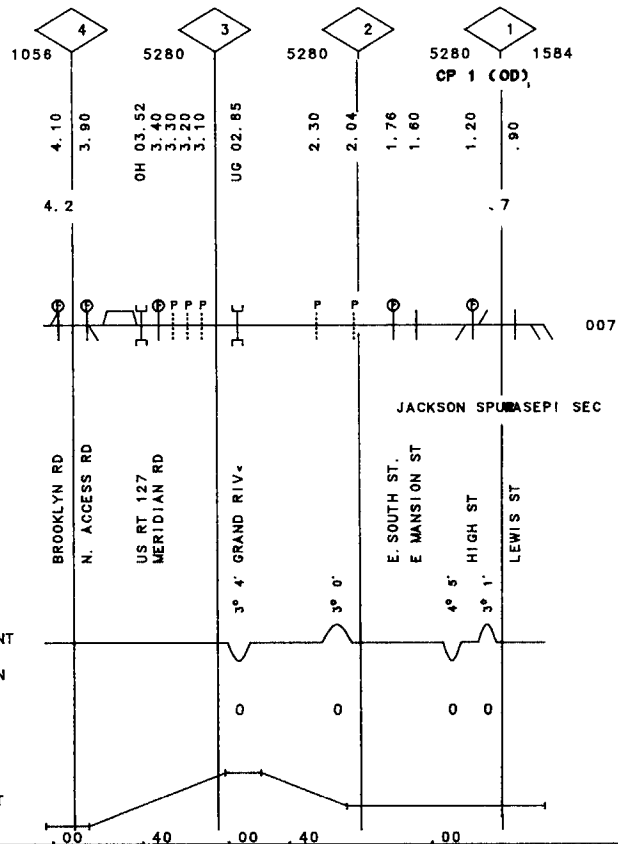 4 3 2 1
1056 5280 5280 5280 1584
CP 1 (OD)
4.10
3.90
OH 03.52
3.40
3.30
3.20
3.10
UG 02.85
2.30
2.04
1.76
1.60
1.20
.90
4.2 .7
F F F P P P P P F F
007
JACKSON SPUR
ASEPI SEC
BROOKLYN RD
N. ACCESS RD
US RT 127
MERIDIAN RD
GRAND RIV<
E. SOUTH ST.
E MANSION ST
HIGH ST
LEWIS ST
3° 4'
3° 0'
4° 5'
3° 1'
NT
N
0 0 0 0
T
00 40 00 40 00